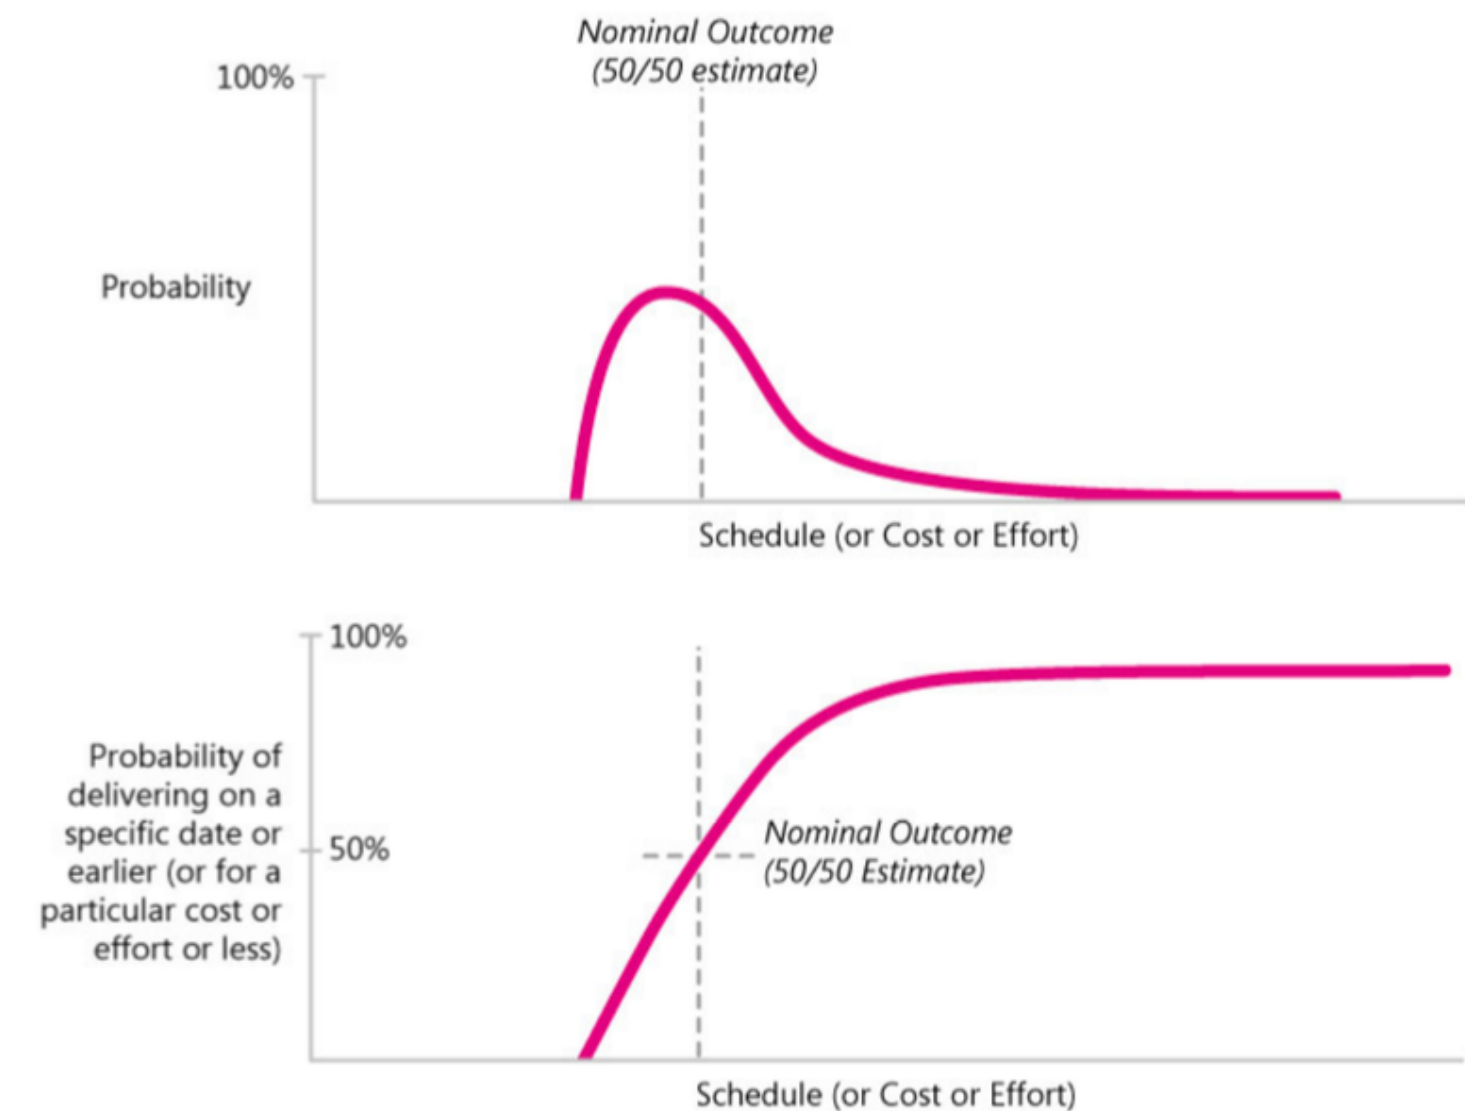 Nominal Outcome
(50/50 estimate)
100%
Probability
Schedule (or Cost or Effort)
100%
Probability of
delivering on a
specific date or
earlier (or for a
particular cost or
effort or less)
50%
Nominal Outcome
(50/50 Estimate)
Schedule (or Cost or Effort)